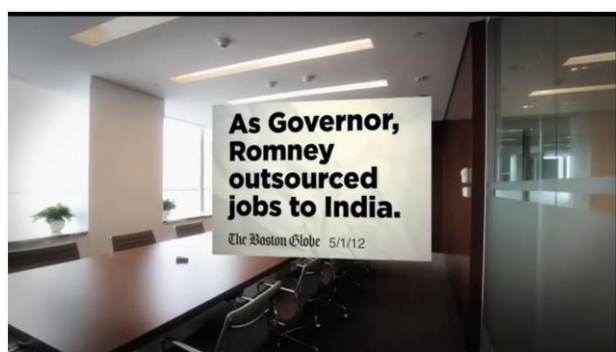 As Governor,
Romney
outsourced
jobs to India.
The Boston Globe 5/1/12